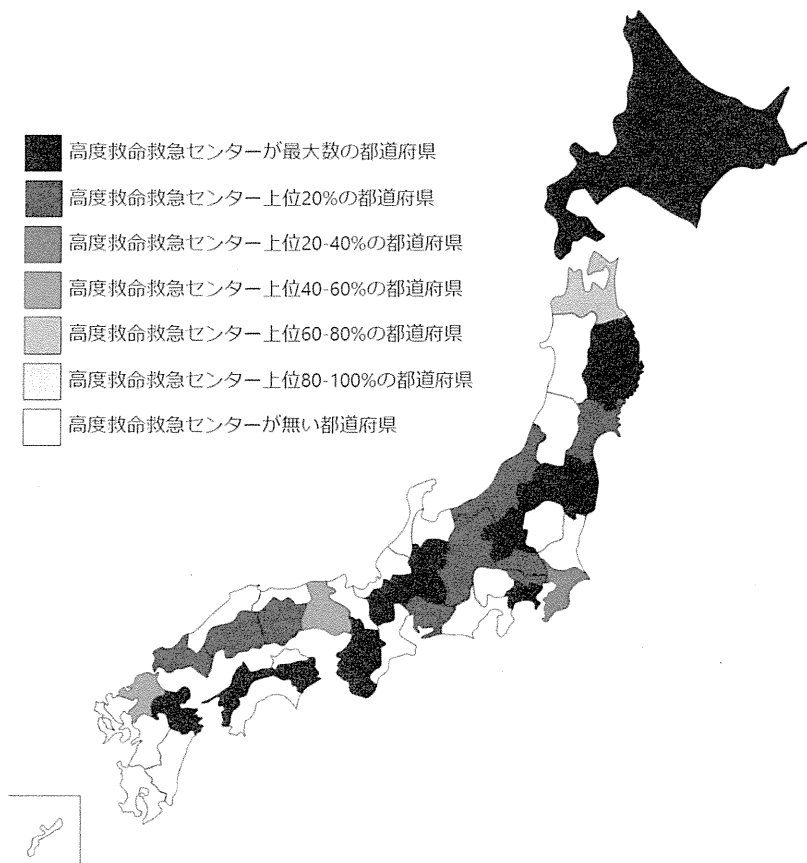 高度救命救急センターが最大数の都道府県
高度救命救急センター上位20%の都道府県
高度救命救急センター上位20-40%の都道府県
高度救命救急センター上位40-60%の都道府県
高度救命救急センター上位60-80%の都道府県
高度救命救急センター上位80-100%の都道府県
高度救命救急センターが無い都道府県